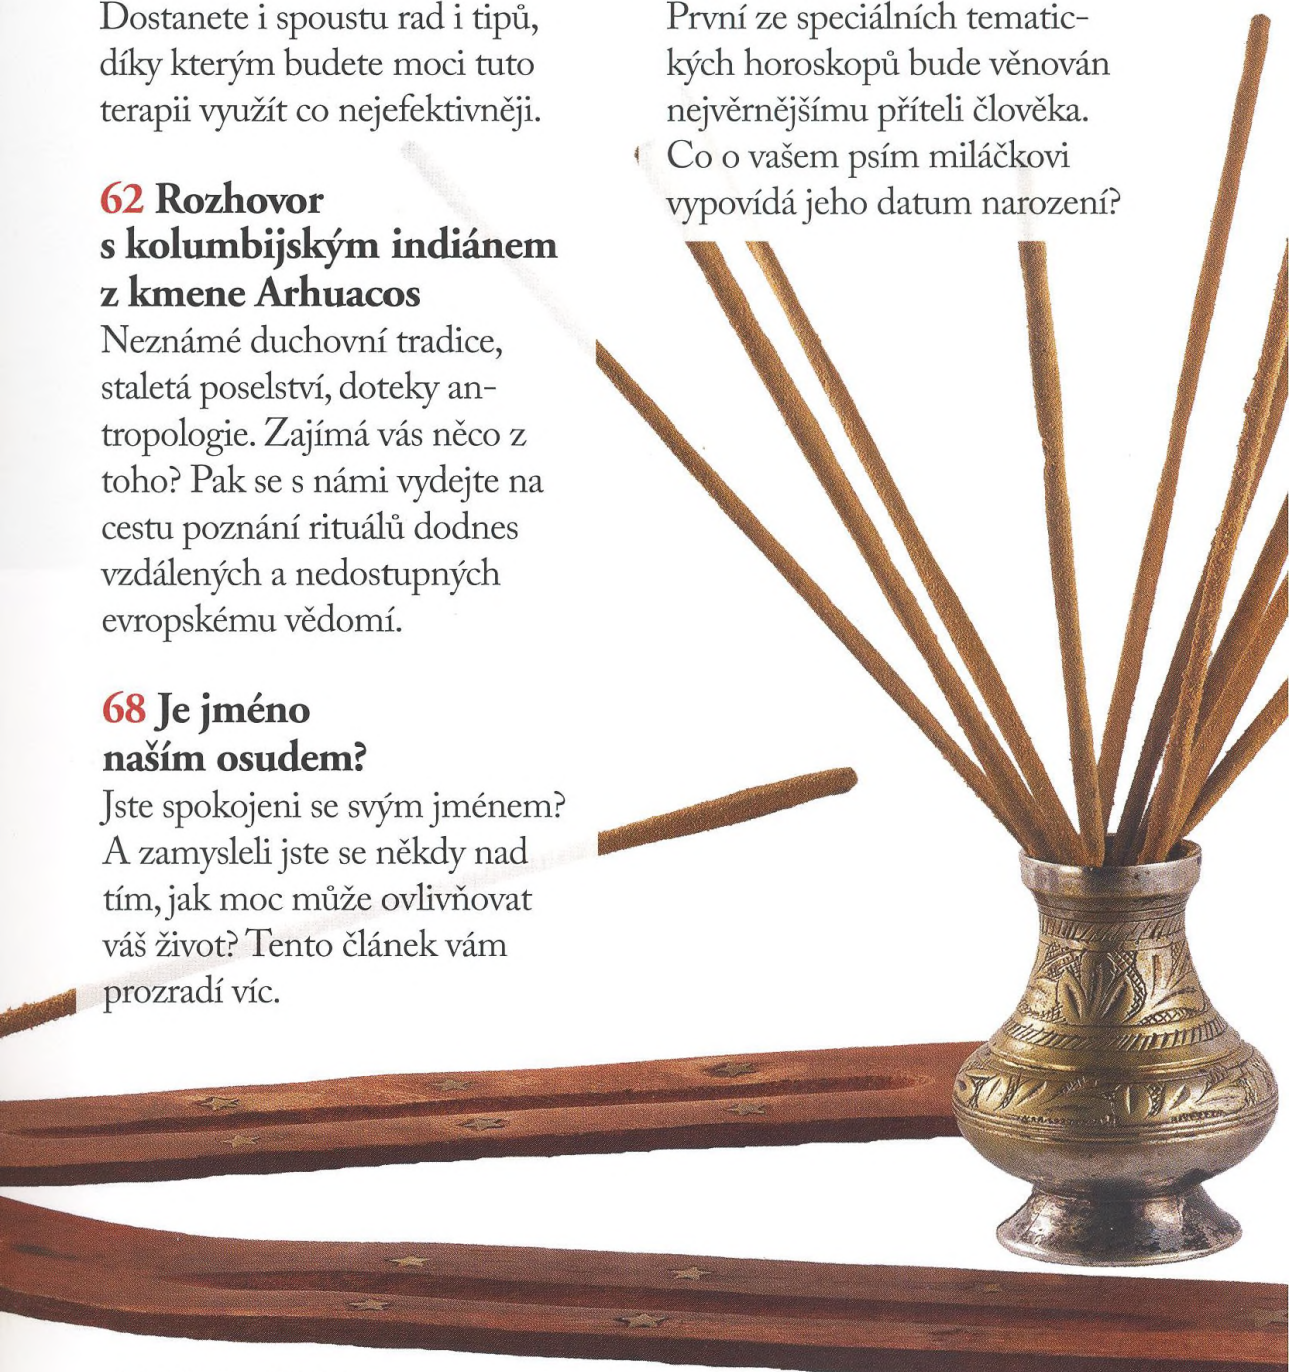 Dostanete i spoustu rad i tipů,
díky kterým budete moci tuto
terapii využít co nejefektivněji.
62 Rozhovor
s kolumbijským indiánem
z kmene Arhuacos
Neznámé duchovní tradice,
staletá poselství, doteky an-
tropologie. Zajímá vás něco z
toho? Pak se s námi vydejte na
cestu poznání rituálů dodnes
vzdálených a nedostupných
evropskému vědomí.
68 Je jméno
naším osudem?
Jste spokojeni se svým jménem?
A zamysleli jste se někdy nad
tím, jak moc může ovlivňovat
váš život? Tento článek vám
prozradí víc.
První ze speciálních tematic-
kých horoskopů bude věnován
nejvěrnějšímu příteli člověka.
Co o vašem psím miláčkovi
vypovídá jeho datum narození?